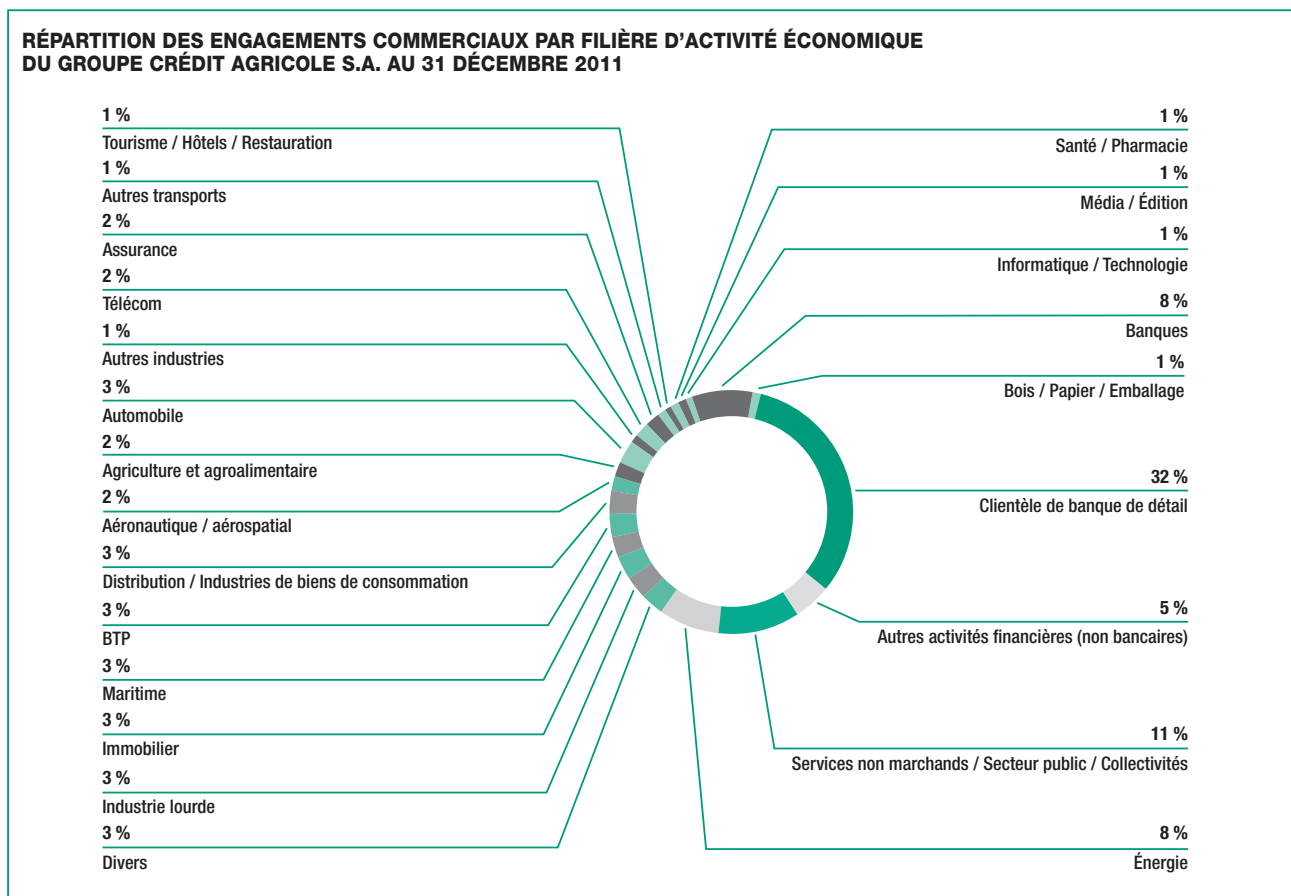 RÉPARTITION DES ENGAGEMENTS COMMERCIAUX PAR FILIÈRE D’ACTIVITÉ ÉCONOMIQUE
DU GROUPE CRÉDIT AGRICOLE S.A. AU 31 DÉCEMBRE 2011
1 %
Tourisme / Hôtels / Restauration
1 %
Autres transports
2 %
Assurance
2 %
Télécom
1 %
Autres industries
3 %
Automobile
2 %
Agriculture et agroalimentaire
2 %
Aéronautique / aérospatial
3 %
Distribution / Industries de biens de consommation
3 %
BTP
3 %
Maritime
3 %
Immobilier
3 %
Industrie lourde
3 %
Divers
1 %
Santé / Pharmacie
1 %
Média / Édition
1 %
Informatique / Technologie
8 %
Banques
1 %
Bois / Papier / Emballage
32 %
Clientèle de banque de détail
5 %
Autres activités financières (non bancaires)
11 %
Services non marchands / Secteur public / Collectivités
8 %
Énergie